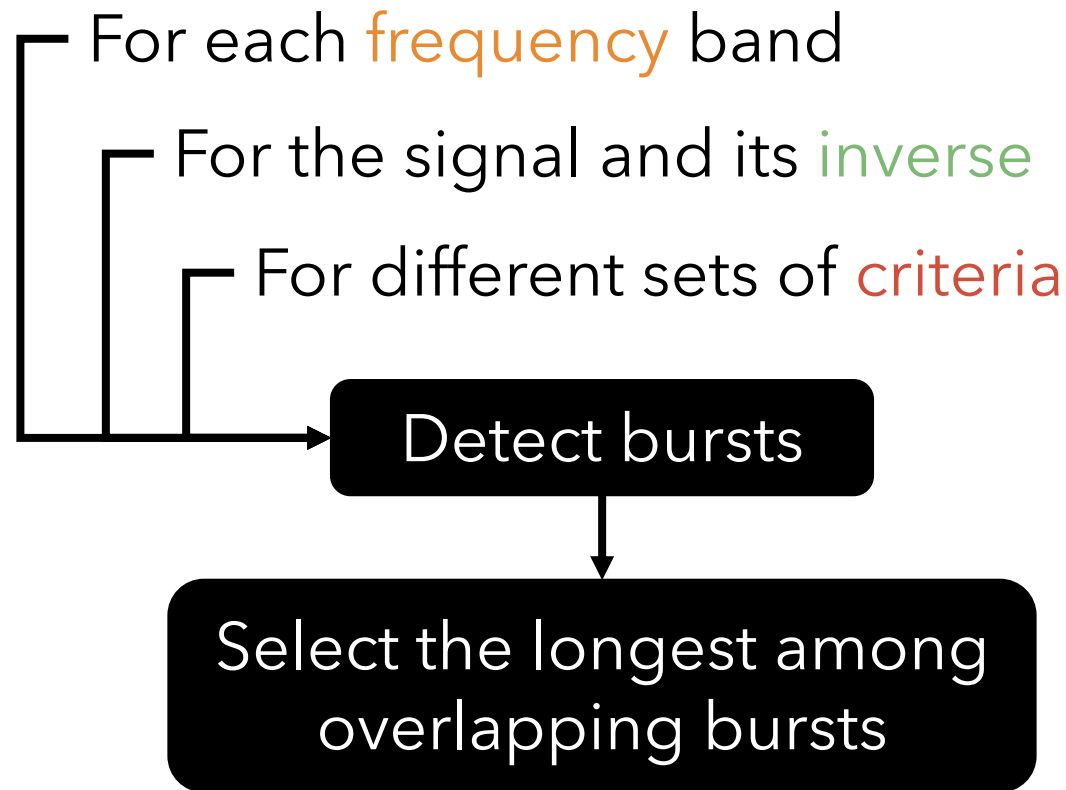 For each frequency band
For the signal and its inverse
For different sets of criteria
Detect bursts
Select the longest among
overlapping bursts